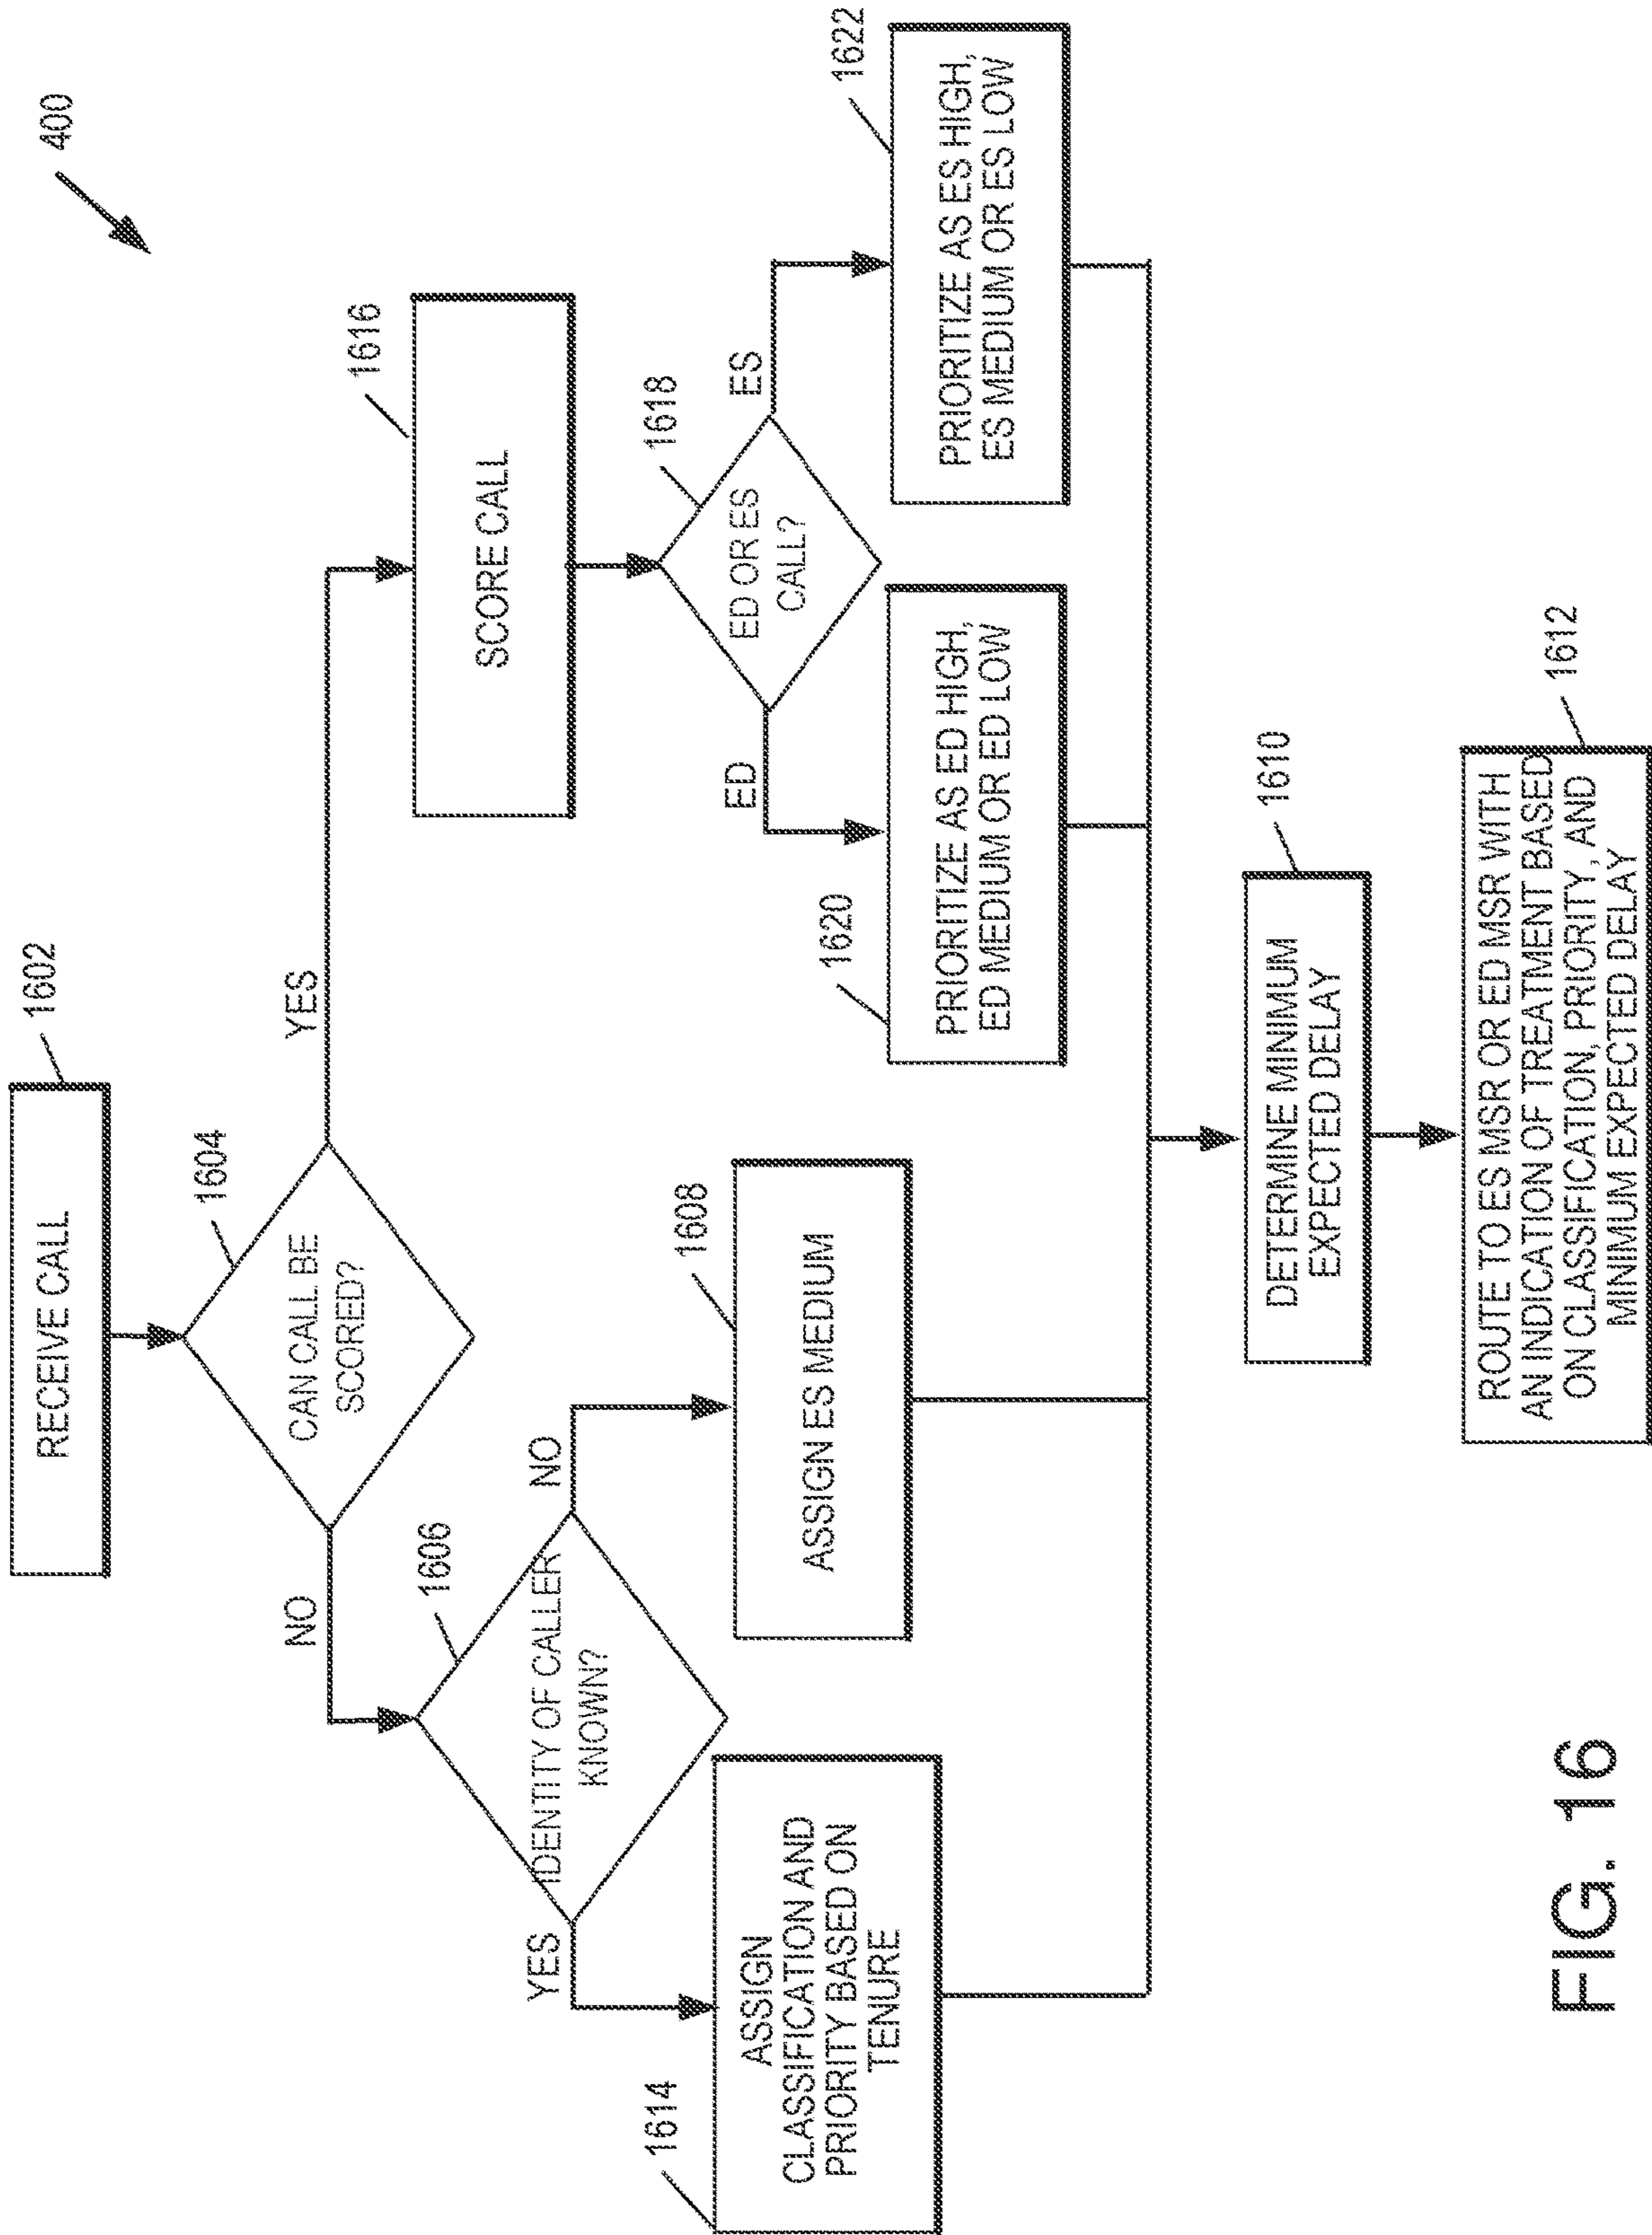 400
1602
RECEIVE CALL
1604
CAN CALL BE
SCORED?
NO
YES
1606
IDENTITY OF CALLER
KNOWN?
YES
NO
1616
SCORE CALL
1618
ED OR ES
CALL?
ED
ES
1614
ASSIGN
CLASSIFICATION AND
PRIORITY BASED ON
TENURE
1608
ASSIGN ES MEDIUM
1620
PRIORITIZE AS ED HIGH,
ED MEDIUM OR ED LOW
1622
PRIORITIZE AS ES HIGH,
ES MEDIUM OR ES LOW
1610
DETERMINE MINIMUM
EXPECTED DELAY
1612
ROUTE TO ES MSR OR ED MSR WITH
AN INDICATION OF TREATMENT BASED
ON CLASSIFICATION, PRIORITY, AND
MINIMUM EXPECTED DELAY
FIG. 16